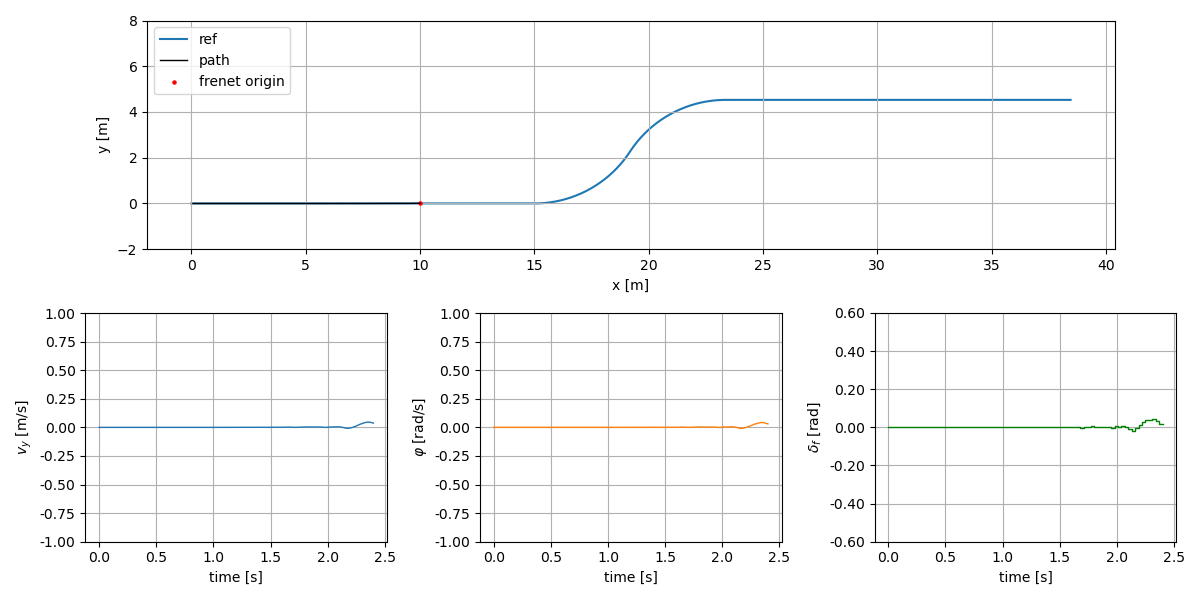 8
6
4
2
0
−2
y [m]
ref
path
frenet origin
0 5 10 15 20 25 30 35 40
x [m]
1.00
0.75
0.50
0.25
0.00
-0.25
-0.50
-0.75
-1.00
v_y [m/s]
0.0 0.5 1.0 1.5 2.0 2.5
time [s]
1.00
0.75
0.50
0.25
0.00
-0.25
-0.50
-0.75
-1.00
φ [rad/s]
0.0 0.5 1.0 1.5 2.0 2.5
time [s]
0.60
0.40
0.20
0.00
-0.20
-0.40
-0.60
δ_f [rad]
0.0 0.5 1.0 1.5 2.0 2.5
time [s]